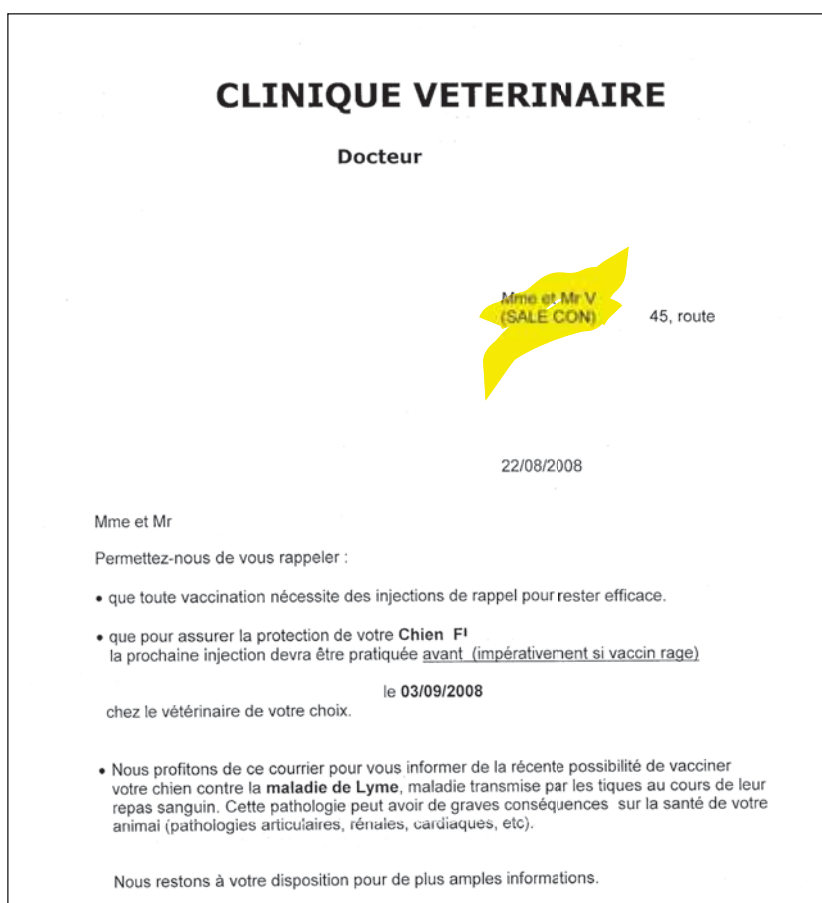 CLINIQUE VETERINAIRE
Docteur
Mme et Mr V
(SALE CON)
45, route
22/08/2008
Mme et Mr
Permettez-nous de vous rappeler :
• que toute vaccination nécessite des injections de rappel pour rester efficace.
• que pour assurer la protection de votre Chien
la prochaine injection devra être pratiquée avant (impérativement si vaccin rage)
le 03/09/2008
chez le vétérinaire de votre choix.
• Nous profitons de ce courrier pour vous informer de la récente possibilité de vacciner
votre chien contre la maladie de Lyme, maladie transmise par les tiques au cours de leur
repas sanguin. Cette pathologie peut avoir de graves conséquences sur la santé de votre
animal (pathologies articulaires, rénales, cardiaques, etc).
Nous restons à votre disposition pour de plus amples informations.